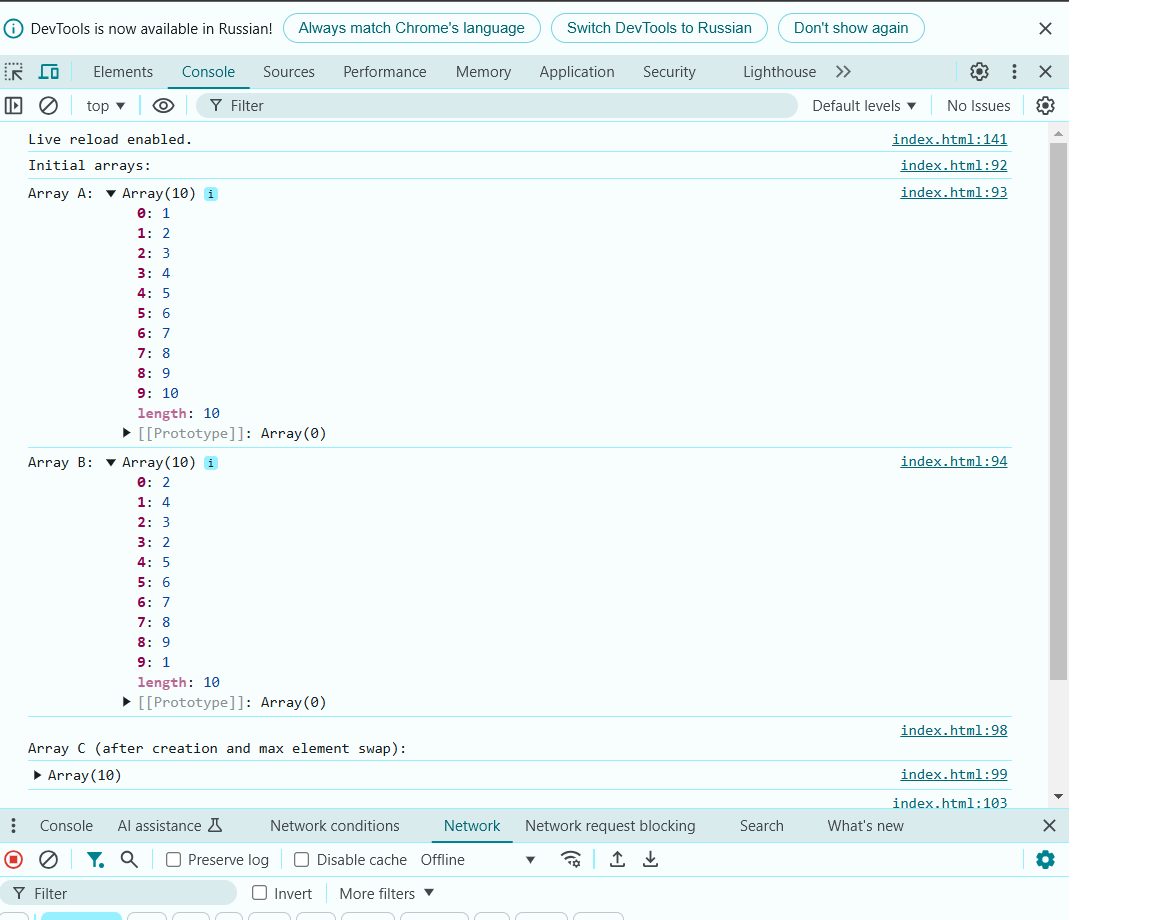 DevTools is now available in Russian! Always match Chrome's language Switch DevTools to Russian Don't show again
Elements Console Sources Performance Memory Application Security Lighthouse
top Filter Default levels No Issues
Live reload enabled. index.html:141
Initial arrays: index.html:92
Array A: Array(10) i index.html:93
0: 1
1: 2
2: 3
3: 4
4: 5
5: 6
6: 7
7: 8
8: 9
9: 10
length: 10
[[Prototype]]: Array(0)
Array B: Array(10) i index.html:94
0: 2
1: 4
2: 3
3: 2
4: 5
5: 6
6: 7
7: 8
8: 9
9: 1
length: 10
[[Prototype]]: Array(0)
index.html:98
Array C (after creation and max element swap):
Array(10) index.html:99
index.html:103
Console AI assistance Network conditions Network Network request blocking Search What's new
Preserve log Disable cache Offline
Filter Invert More filters